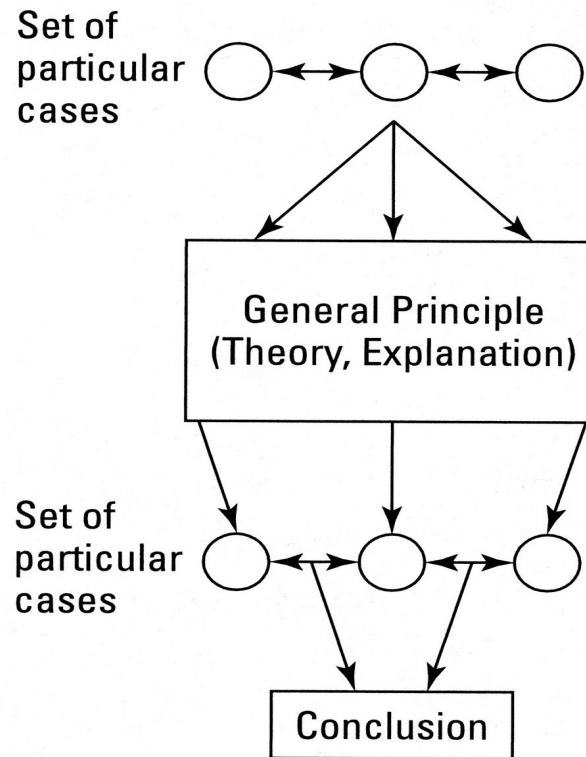 Set of
particular
cases
General Principle
(Theory, Explanation)
Set of
particular
cases
Conclusion